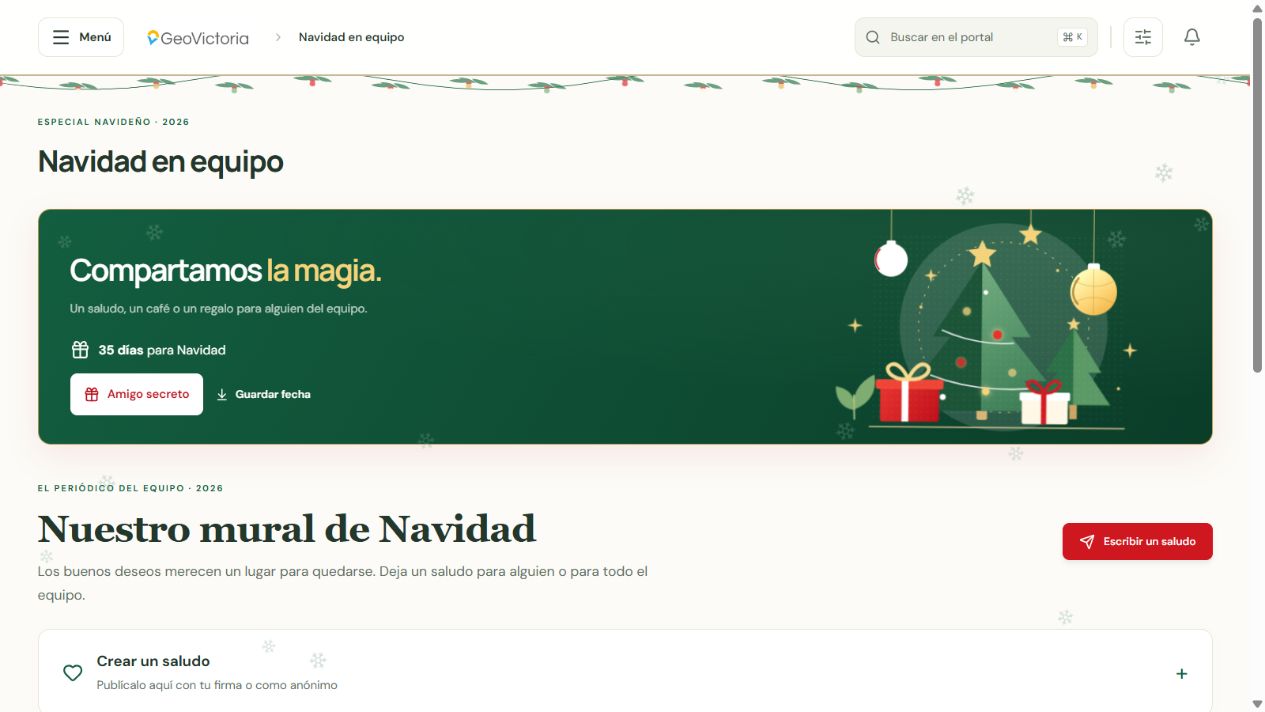 Menú
GeoVictoria
Navidad en equipo
Buscar en el portal
⌘ K
ESPECIAL NAVIDEÑO · 2026
Navidad en equipo
Compartamos la magia.
Un saludo, un café o un regalo para alguien del equipo.
35 días para Navidad
Amigo secreto
Guardar fecha
EL PERIÓDICO DEL EQUIPO · 2026
Nuestro mural de Navidad
Los buenos deseos merecen un lugar para quedarse. Deja un saludo para alguien o para todo el
equipo.
Escribir un saludo
Crear un saludo
Publícalo aquí con tu firma o como anónimo